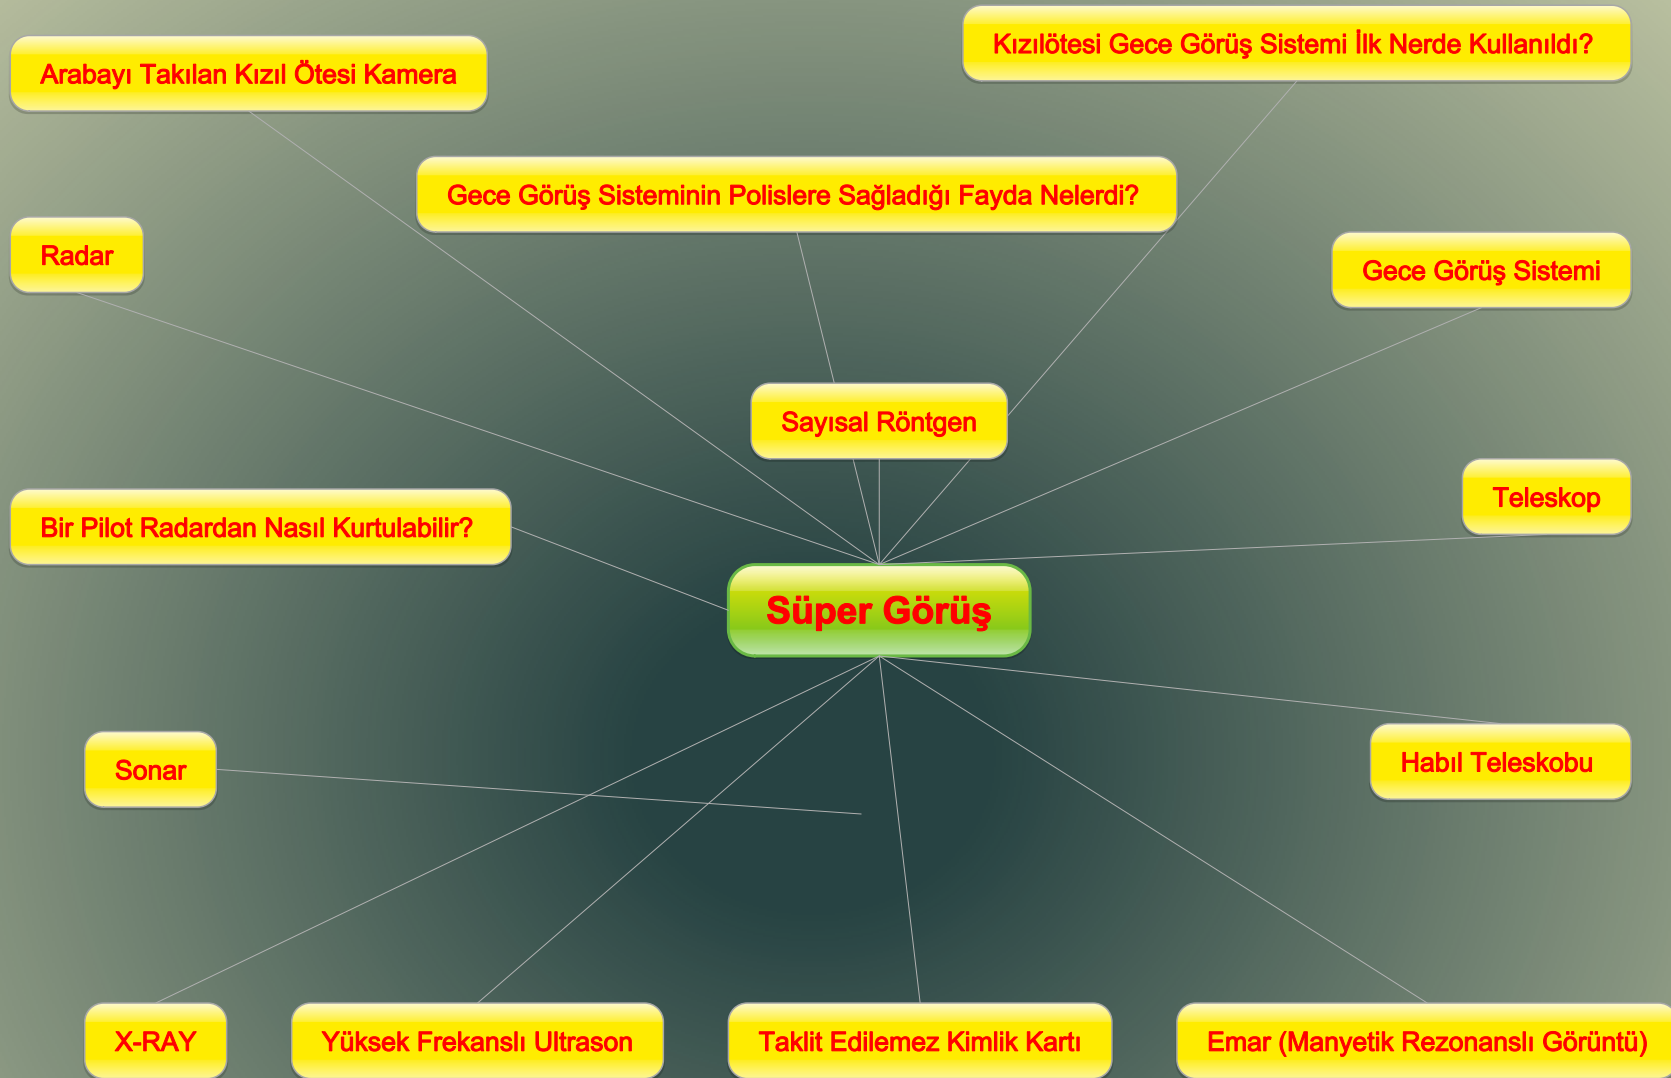 Kızılötesi Gece Görüş Sistemi İlk Nerde Kullanıldı?
Arabayı Takılan Kızıl Ötesi Kamera
Gece Görüş Sisteminin Polislere Sağladığı Fayda Nelerdi?
Radar
Gece Görüş Sistemi
Sayısal Röntgen
Teleskop
Bir Pilot Radardan Nasıl Kurtulabilir?
Süper Görüş
Sonar
Habıl Teleskobu
X-RAY
Yüksek Frekanslı Ultrason
Taklit Edilemez Kimlik Kartı
Emar (Manyetik Rezonanslı Görüntü)